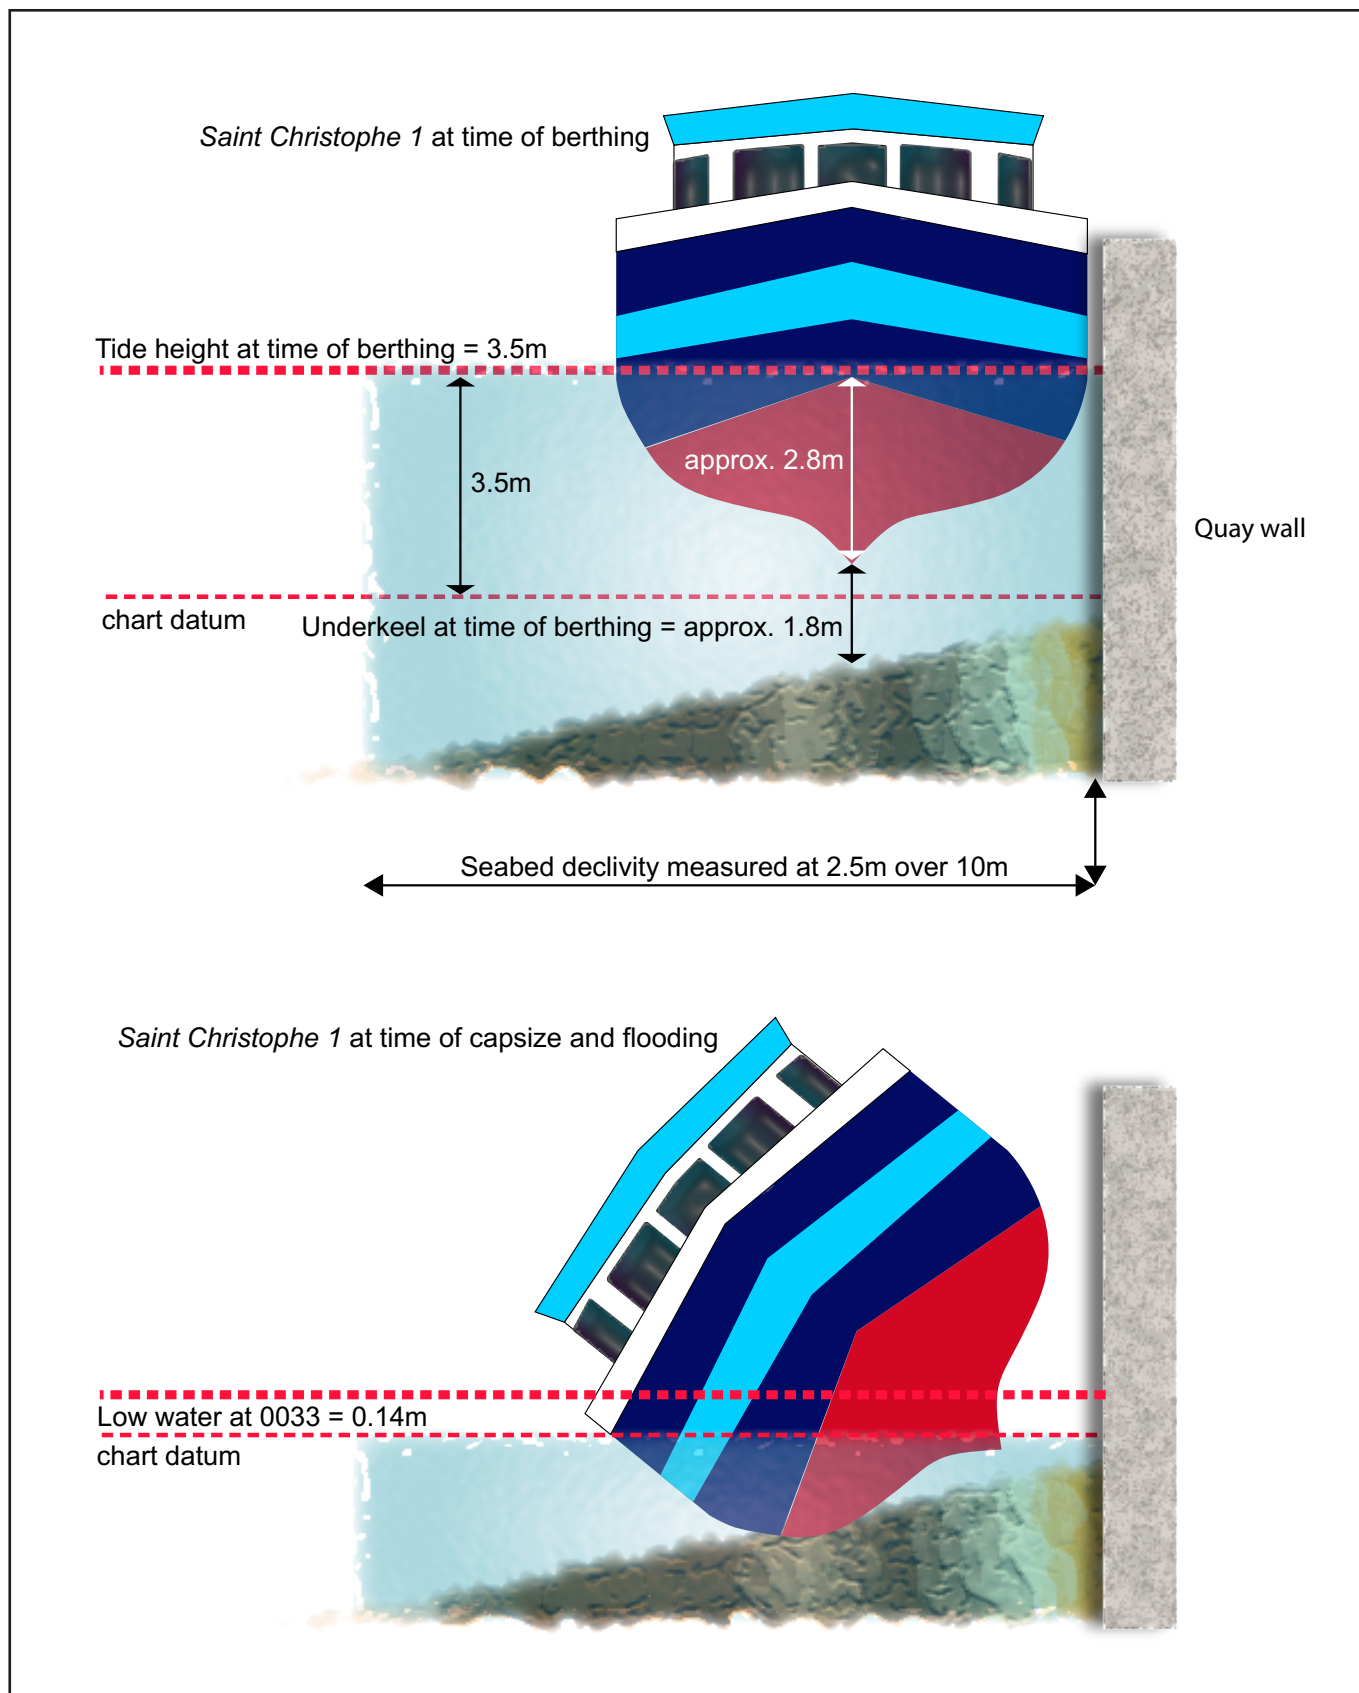 Saint Christophe 1 at time of berthing
Tide height at time of berthing = 3.5m
approx. 2.8m
3.5m
Quay wall
chart datum
Underkeel at time of berthing = approx. 1.8m
Seabed declivity measured at 2.5m over 10m
Saint Christophe 1 at time of capsize and flooding
Low water at 0033 = 0.14m
chart datum